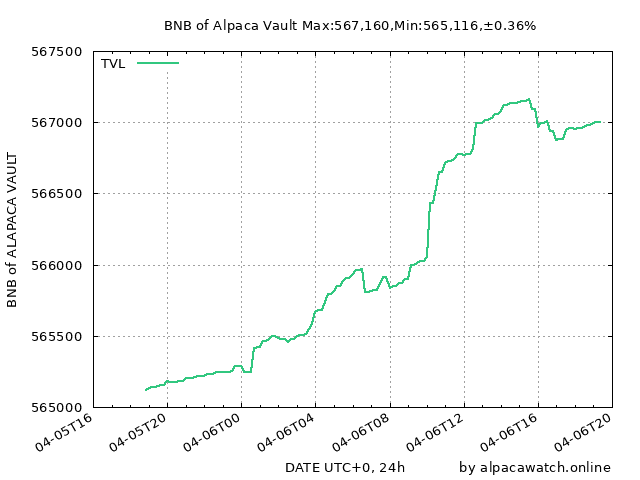 BNB of Alpaca Vault Max:567,160,Min:565,116,±0.36%
TVL
567500
567000
566500
566000
565500
565000
BNB of ALAPACA VAULT
04-05T16
04-05T20
04-06T00
04-06T04
04-06T08
04-06T12
04-06T16
04-06T20
DATE UTC+0, 24h
by alpacawatch.online